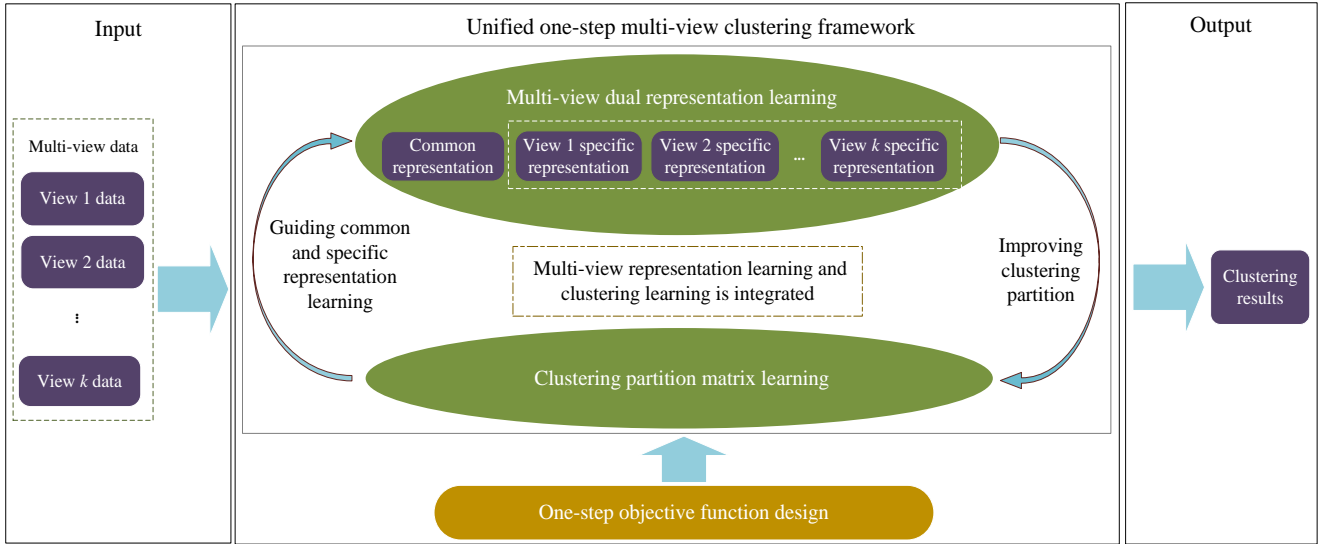 Input
Multi-view data
View 1 data
View 2 data
...
View k data
Unified one-step multi-view clustering framework
Multi-view dual representation learning
Common
representation
View 1 specific
representation
View 2 specific
representation
...
View k specific
representation
Guiding common
and specific
representation
learning
Multi-view representation learning and
clustering learning is integrated
Improving
clustering
partition
Clustering partition matrix learning
One-step objective function design
Output
Clustering
results